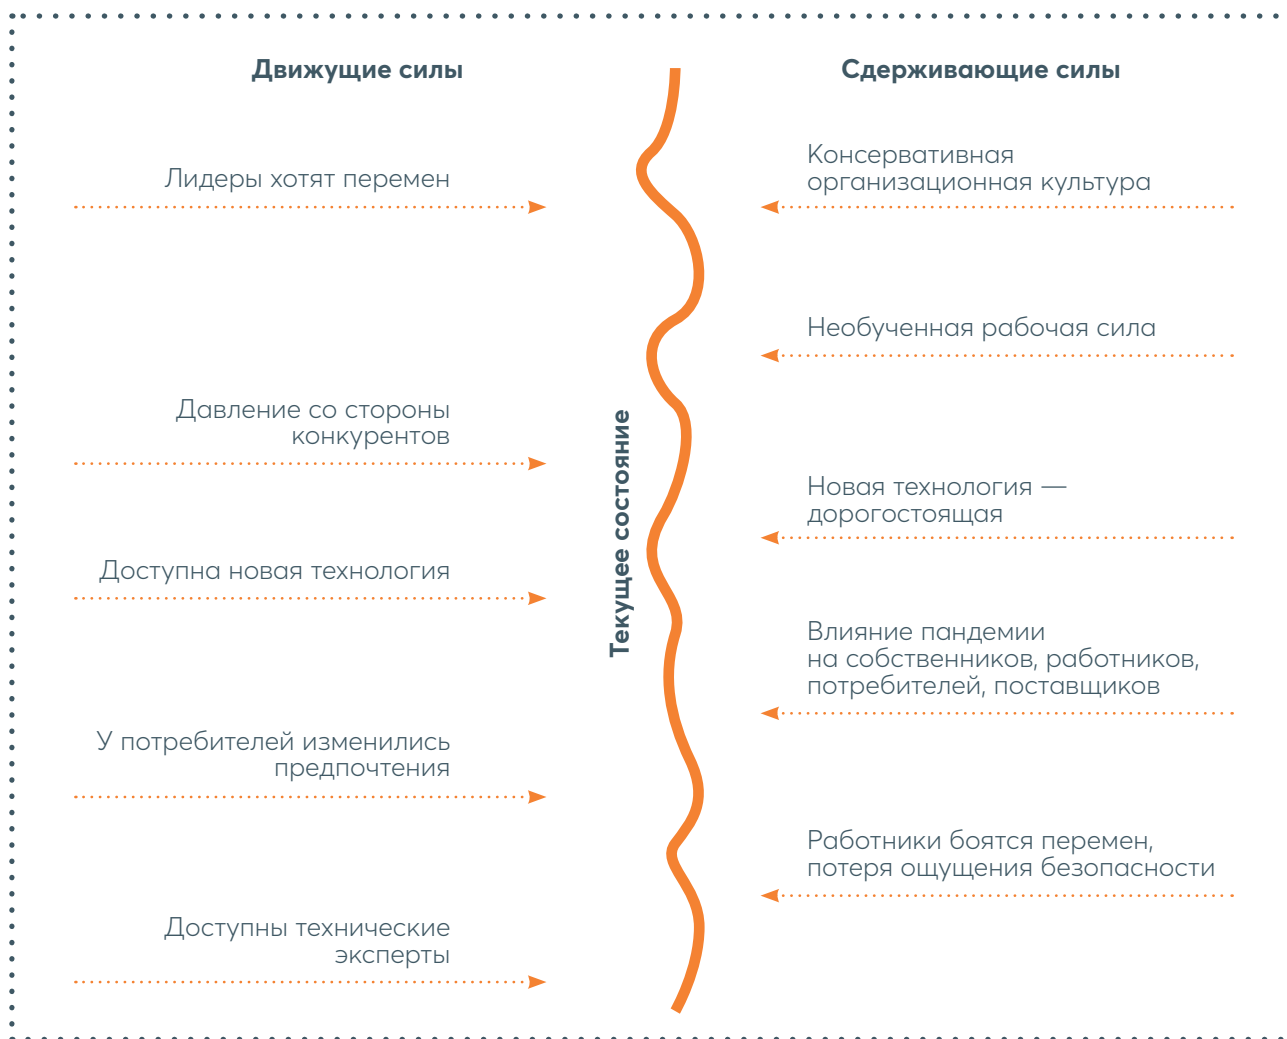 Движущие силы
Лидеры хотят перемен
Давление со стороны
конкурентов
Доступна новая технология
У потребителей изменились
предпочтения
Доступны технические
эксперты
Текущее состояние
Сдерживающие силы
Консервативная
организационная культура
Необученная рабочая сила
Новая технология —
дорогостоящая
Влияние пандемии
на собственников, работников,
потребителей, поставщиков
Работники боятся перемен,
потеря ощущения безопасности